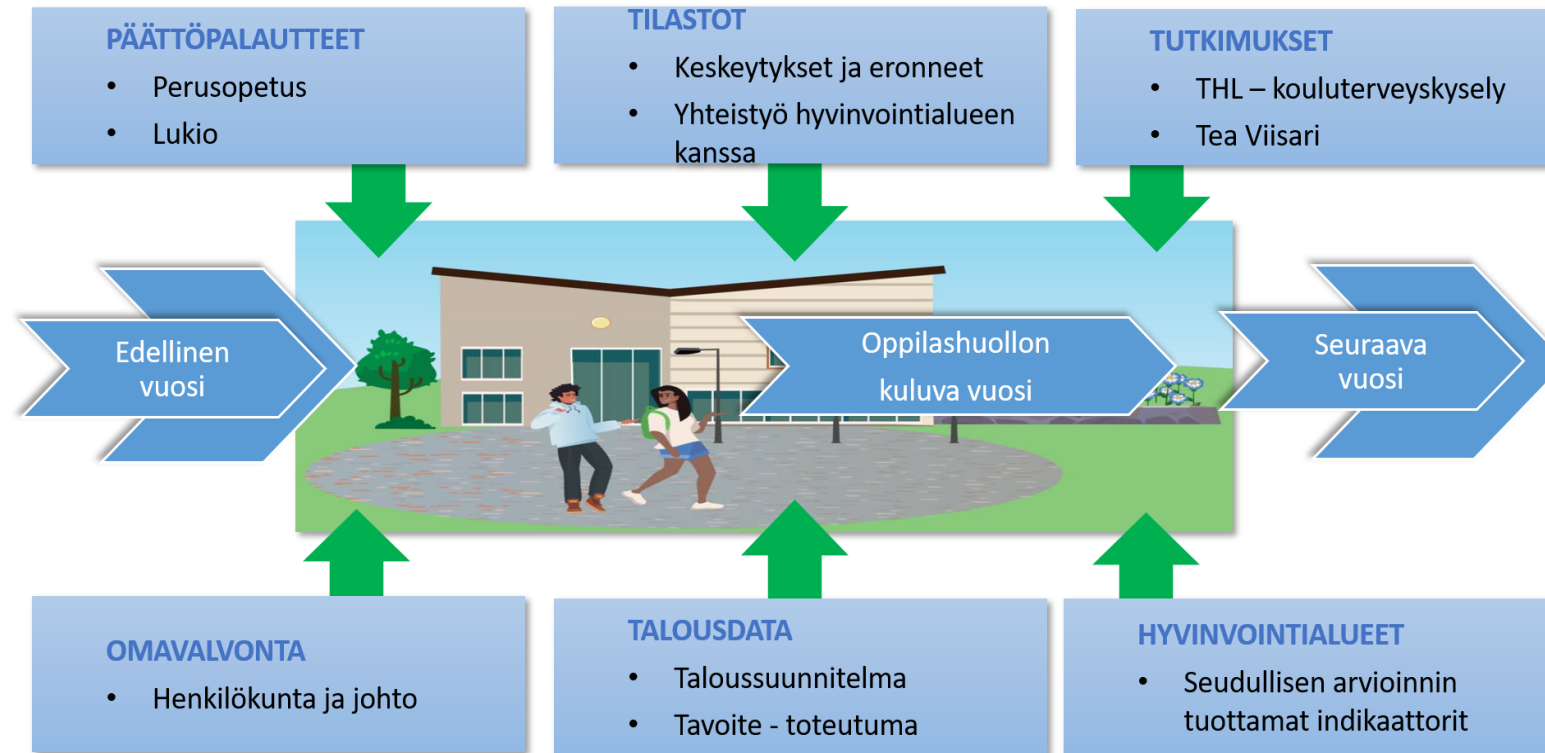 PÄÄTTÖPALAUTTEET
• Perusopetus
• Lukio
TILASTOT
• Keskeytykset ja eronneet
• Yhteistyö hyvinvointialueen
kanssa
TUTKIMUKSET
• THL – kouluterveyskysely
• Tea Viisari
Edellinen
vuosi
Oppilashuollon
kuluva vuosi
Seuraava
vuosi
OMAVALVONTA
• Henkilökunta ja johto
TALOUSDATA
• Taloussuunnitelma
• Tavoite - toteutuma
HYVINVOINTIALUEET
• Seudullisen arvioinnin
tuottamat indikaattorit